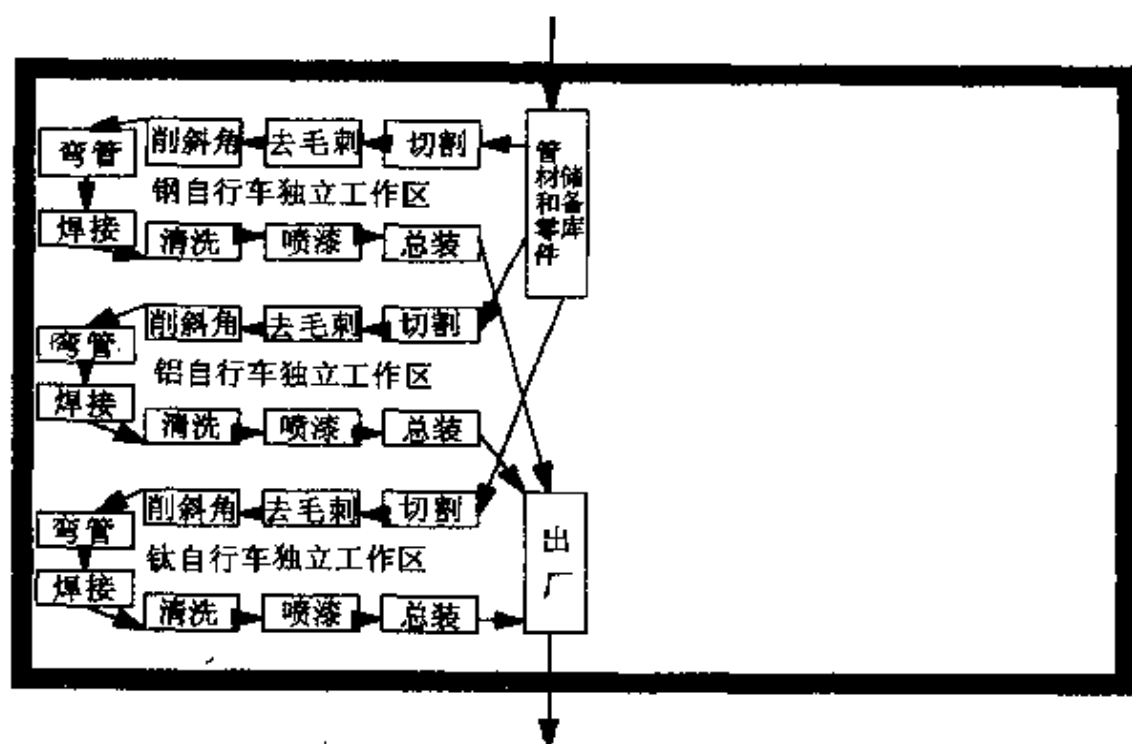 削斜角 去毛刺 切割
弯管
钢自行车独立工作区
焊接
清洗 喷漆 总装
管材和零件
储备库
削斜角 去毛刺 切割
弯管
铝自行车独立工作区
焊接
清洗 喷漆 总装
削斜角 去毛刺 切割
弯管
钛自行车独立工作区
焊接
清洗 喷漆 总装
出厂